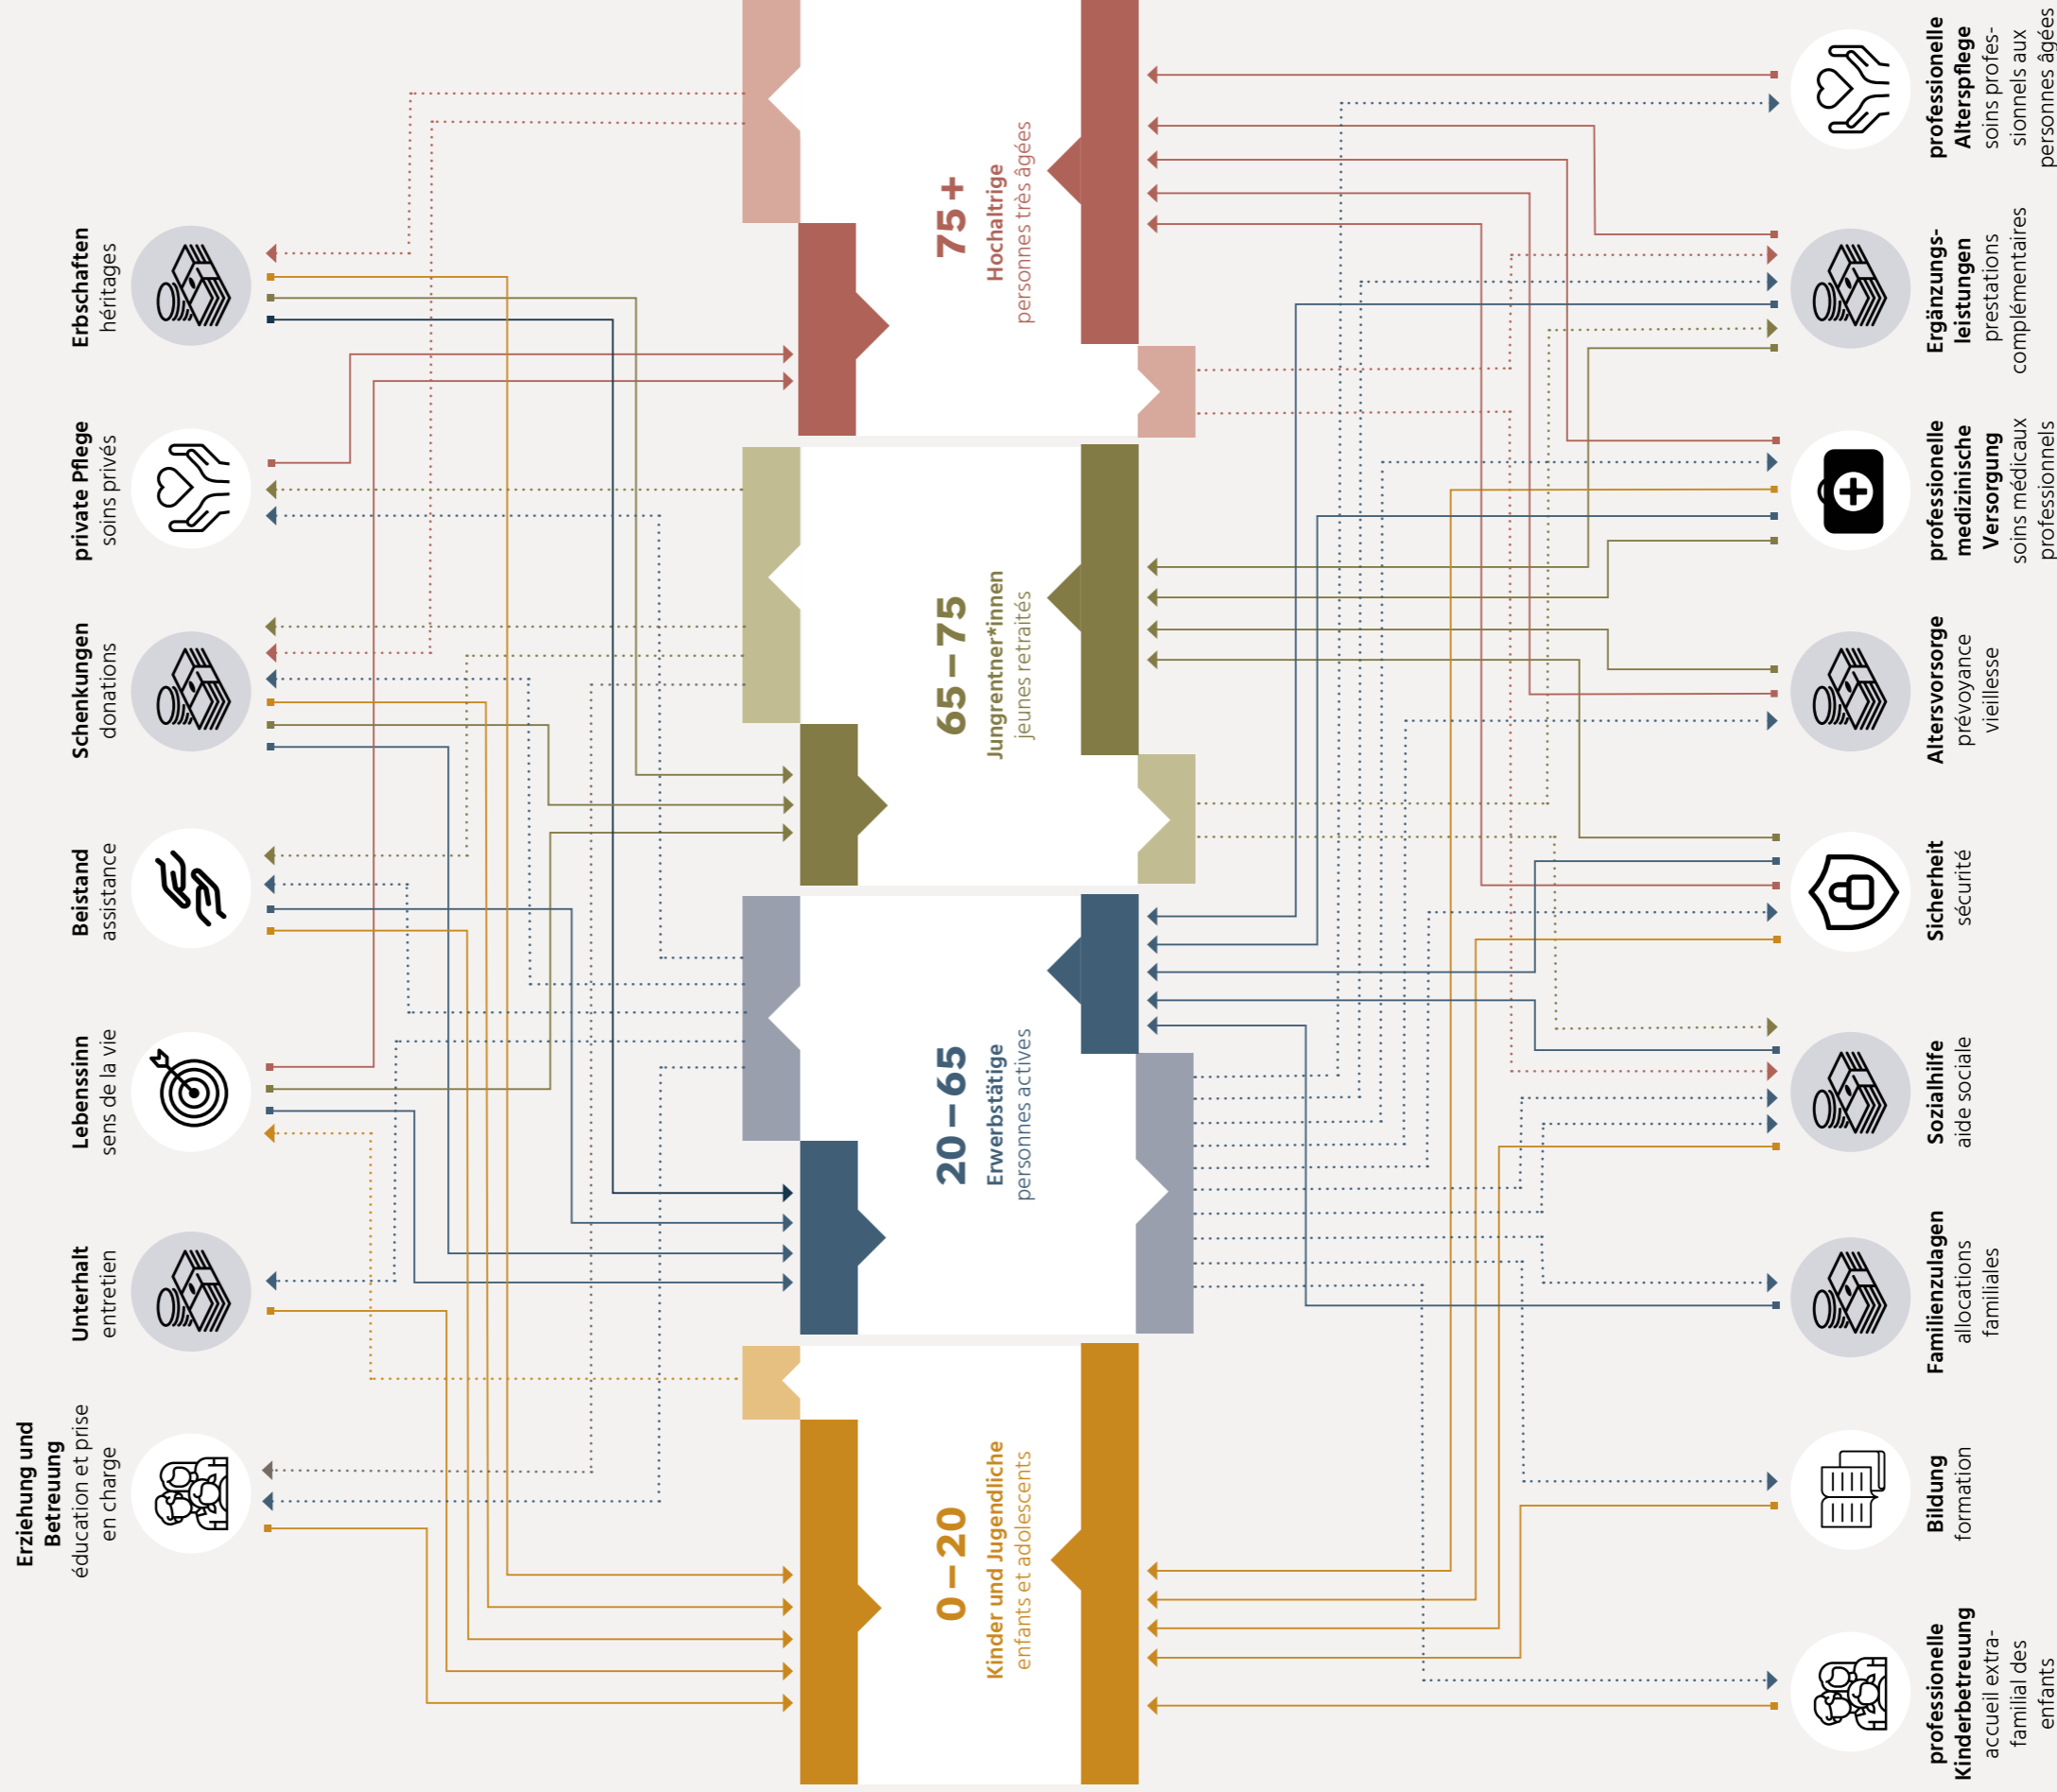 Erziehung und
Betreuung
éducation et prise
en charge
Unterhalt
entretien
Lebenssinn
sens de la vie
Beistand
assistance
Schenkungen
donations
private Pflege
soins privés
Erbschaften
héritages
0–20
Kinder und Jugendliche
enfants et adolescents
20–65
Erwerbstätige
personnes actives
65–75
Jungrentner*innen
jeunes retraités
75+
Hochaltrige
personnes très âgées
professionelle
Kinderbetreuung
accueil extra-
familial des
enfants
Bildung
formation
Familienzulagen
allocations
familiales
Sozialhilfe
aide sociale
Sicherheit
sécurité
Altersvorsorge
prévoyance
vieillesse
professionelle
medizinische
Versorgung
soins médicaux
professionnels
Ergänzungs-
leistungen
prestations
complémentaires
professionelle
Alterspflege
soins profes-
sionnels aux
personnes âgées